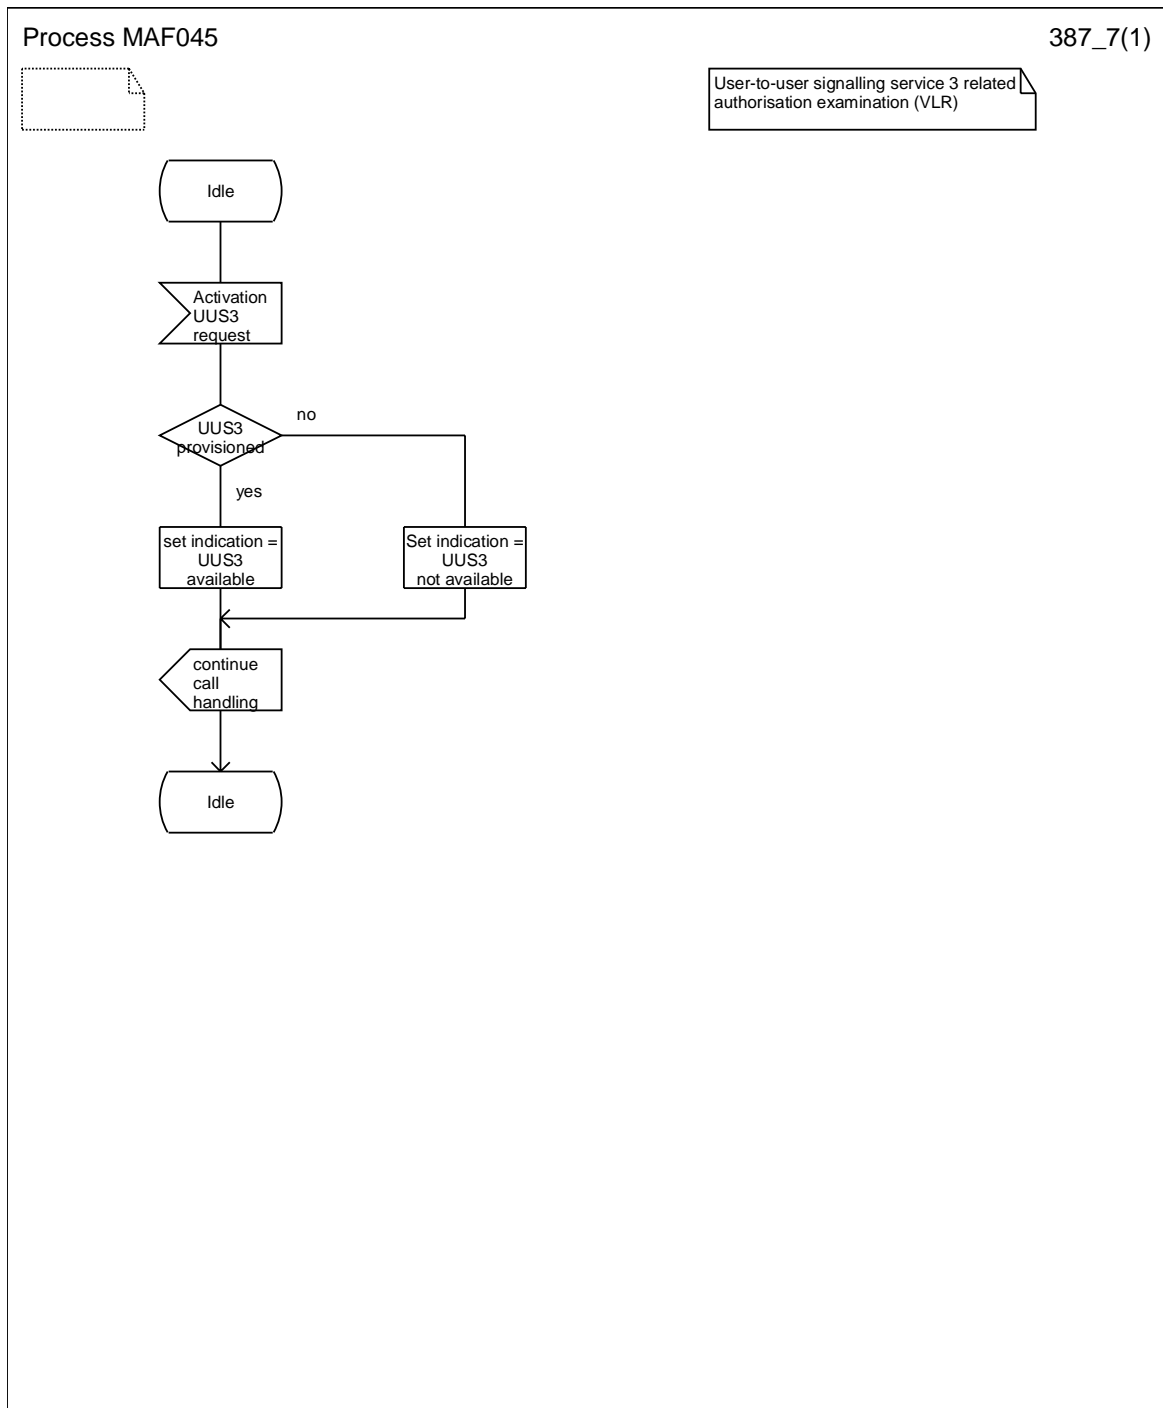 Process MAF045
387_7(1)
User-to-user signalling service 3 related
authorisation examination (VLR)
Idle
Activation
UUS3
request
no
UUS3
provisioned
yes
set indication =
UUS3
available
Set indication =
UUS3
not available
continue
call
handling
Idle